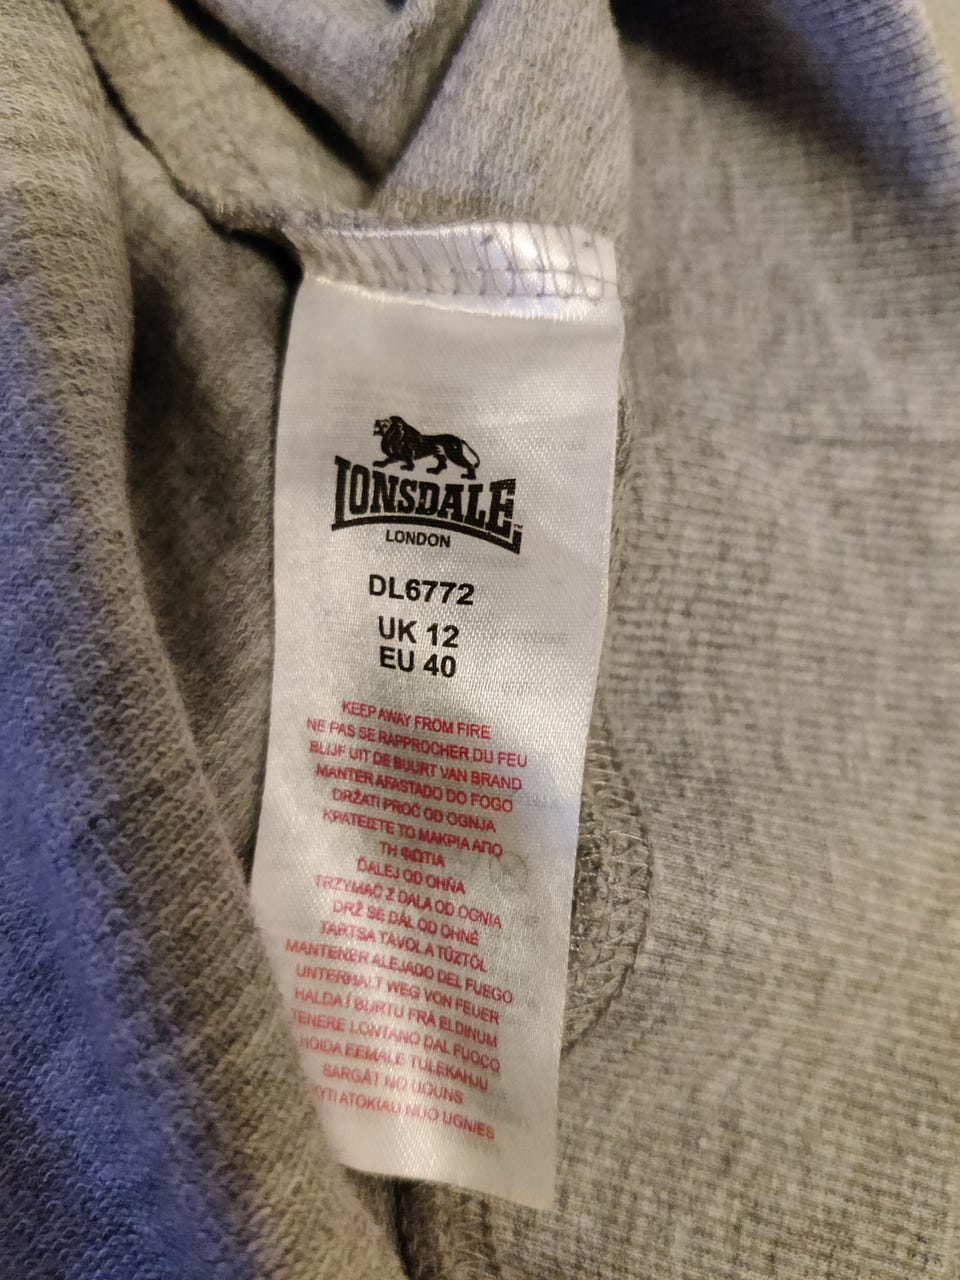 LONSDALE
LONDON
DL6772
UK 12
EU 40
KEEP AWAY FROM FIRE
NE PAS SE RAPPROCHER DU FEU
BLIJF UIT DE BUURT VAN BRAND
MANTER AFASTADO DO FOGO
DRŽATI PROČ OD OGNJA
ΚΡΑΤΕΙΣΤΕ ΤΟ ΜΑΚΡΙΑ ΑΠΟ
ΤΗ ΦΩΤΙΑ
ĎALEJ OD OHŇA
TRZYMAĆ Z DALA OD OGNIA
DRŽ SE DÁL OD OHNĚ
TARTSA TÁVOL A TŰZTŐL
MANTENER ALEJADO DEL FUEGO
UNTERHALT WEG VON FEUER
HALDA Í BURTU FRÁ ELDINUM
TENERE LONTANO DAL FUOCO
HOIDA EEMALE TULEKAHJU
SARGĀT NO UGUNS
ATOKIAU NUO UGNIES